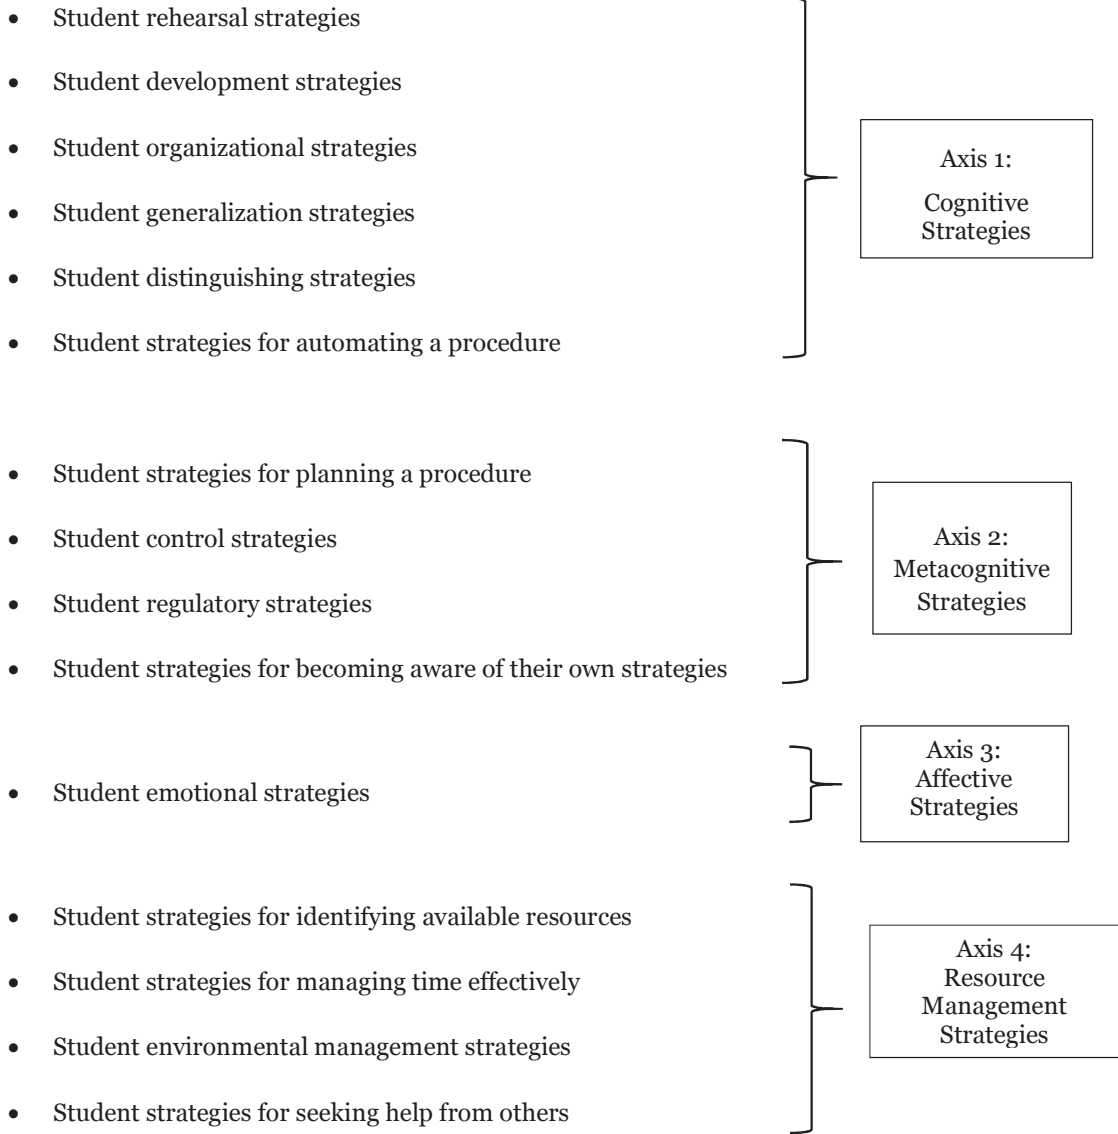 • Student rehearsal strategies
• Student development strategies
• Student organizational strategies
• Student generalization strategies
• Student distinguishing strategies
• Student strategies for automating a procedure
Axis 1:
Cognitive
Strategies
• Student strategies for planning a procedure
• Student control strategies
• Student regulatory strategies
• Student strategies for becoming aware of their own strategies
Axis 2:
Metacognitive
Strategies
• Student emotional strategies
Axis 3:
Affective
Strategies
• Student strategies for identifying available resources
• Student strategies for managing time effectively
• Student environmental management strategies
• Student strategies for seeking help from others
Axis 4:
Resource
Management
Strategies